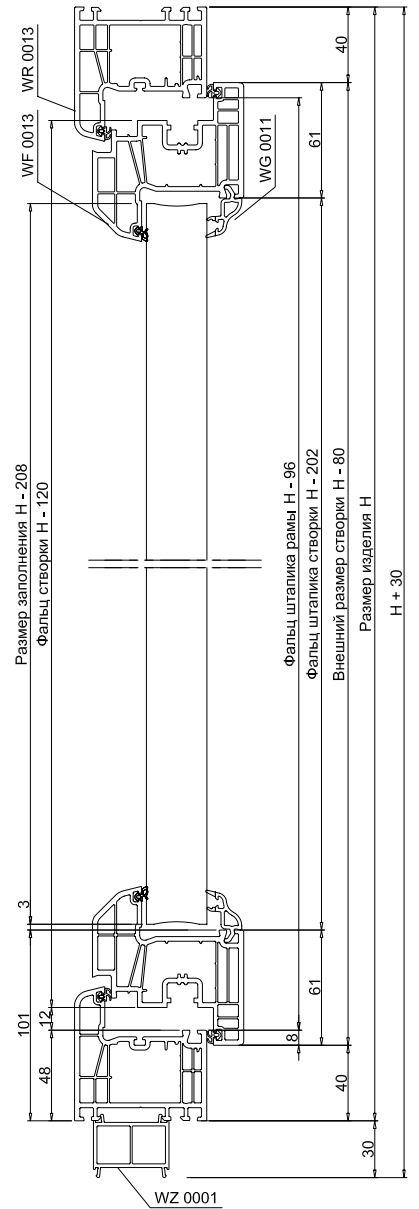 WR 0013
WF 0013
WG 0011
40
61
Размер заполнения H - 208
Фальц створки H - 120
Фальц штапика рамы H - 96
Фальц штапика створки H - 202
Внешний размер створки H - 80
Размер изделия H
H + 30
3
101
12
48
61
8
40
30
WZ 0001